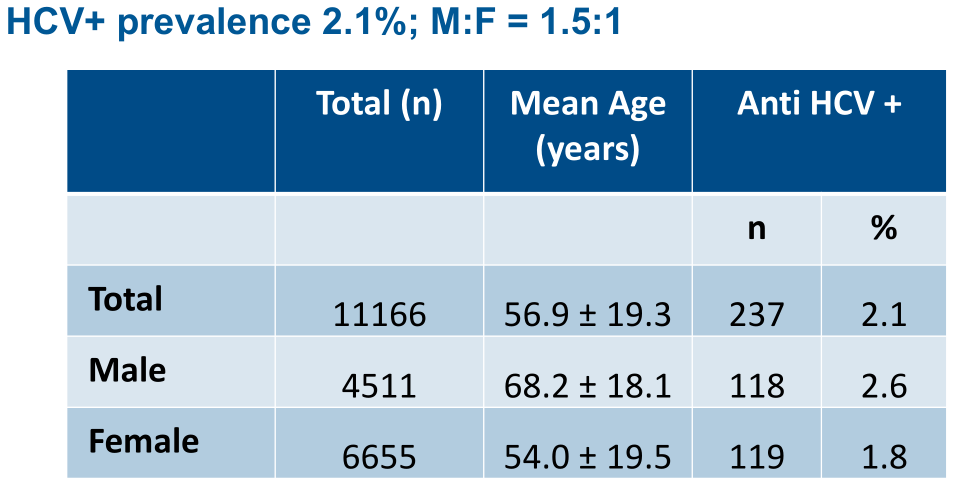 HCV+ prevalence 2.1%; M:F = 1.5:1
Total (n) Mean Age (years) Anti HCV +
n %
Total 11166 56.9 ± 19.3 237 2.1
Male 4511 68.2 ± 18.1 118 2.6
Female 6655 54.0 ± 19.5 119 1.8